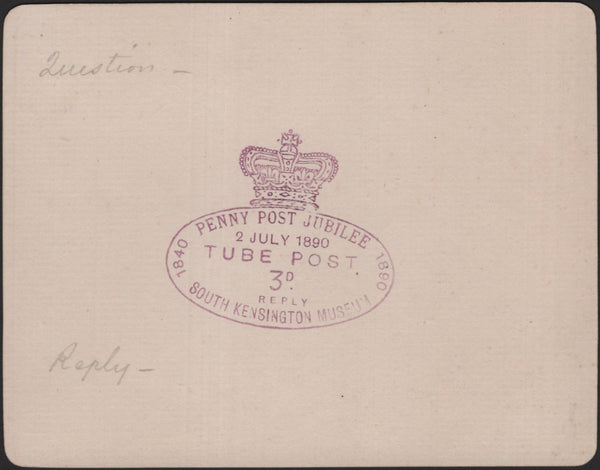 Question –
PENNY POST JUBILEE
1840 1890
2 JULY 1890
TUBE POST
3D.
REPLY
SOUTH KENSINGTON MUSEUM
Reply –